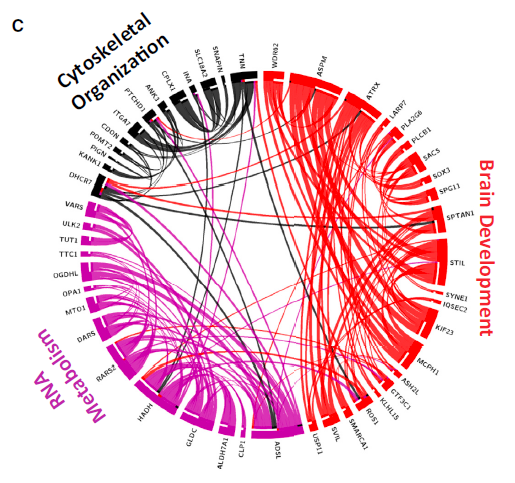 C
Cytoskeletal
Organization
Brain Development
RNA
Metabolism
WDR62
ASPM
ATRX
LARP7
PLA2G6
PLCB1
SACS
SOX3
SPG11
SPTAN1
STIL
SYNE1
IQSEC2
KIF23
MCPH1
ASH2L
GTF3C1
KLHL15
ROS1
SMARCA1
SVIL
USP11
ADSL
CLP1
ALDH7A1
GLDC
HADH
RARS2
DARS
MTO1
OPA1
OGDHL
TTC1
TUT1
ULK2
VARS
DHCR7
KANK1
PIGN
POMT2
CDON
ITGA7
PTCHD1
ANK3
CPLX1
INA
SLC18A2
SNAPIN
TNN